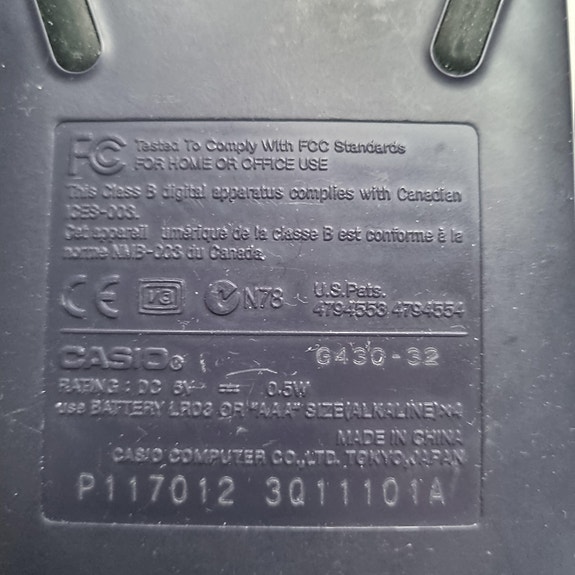 FC Tested To Comply With FCC Standards
FOR HOME OR OFFICE USE
This Class B digital apparatus complies with Canadian
ICES-003.
Cet appareil numérique de la classe B est conforme à la
norme NMB-003 du Canada.
CE V3 N78 U.S.Pats.
4794553 4794554
CASIO® G430-32
RATING : DC 6V ⎓ 0.5W
use BATTERY LR03 OR "AAA" SIZE(ALKALINE)×4
MADE IN CHINA
CASIO COMPUTER CO.,LTD. TOKYO,JAPAN
P117012 3Q11101A